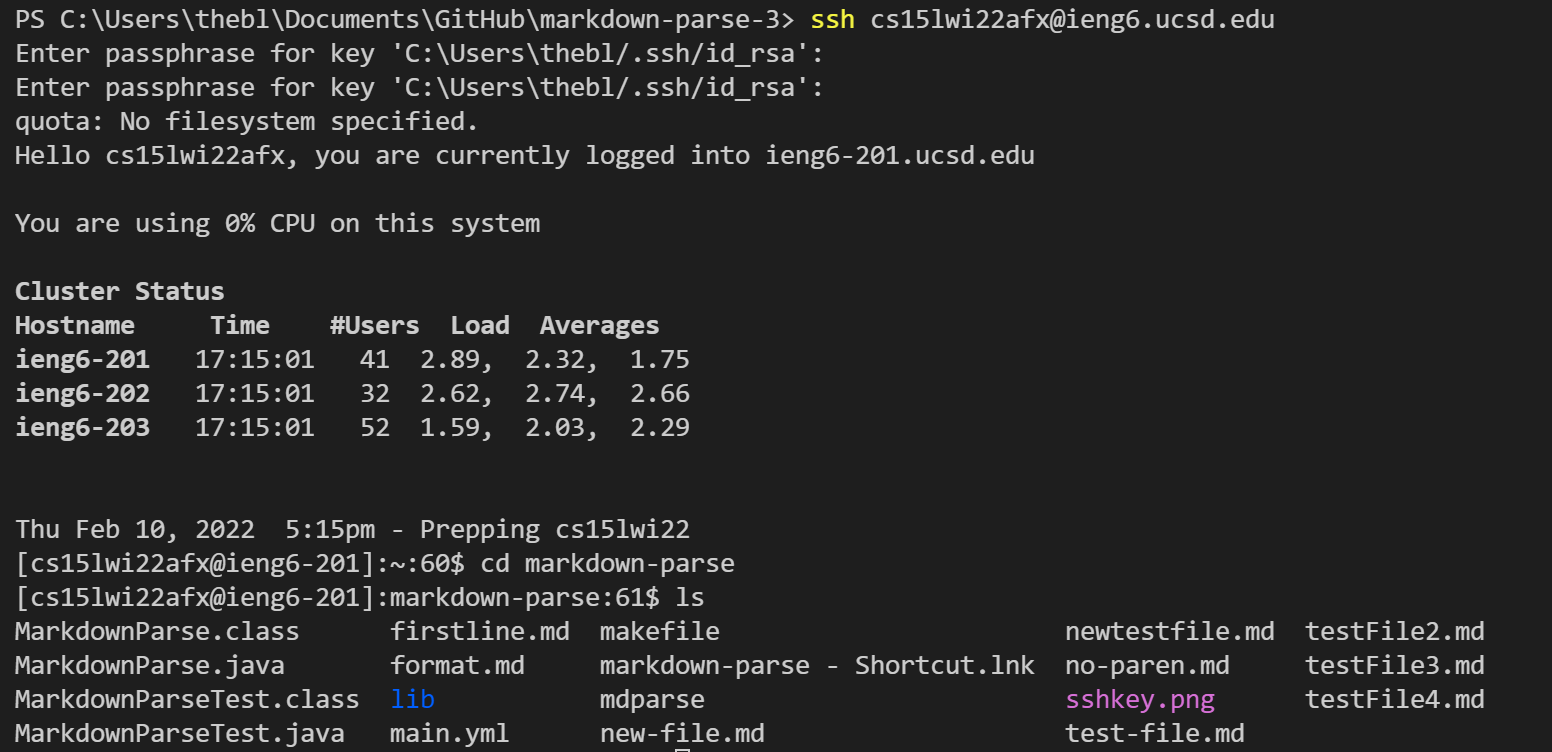 PS C:\Users\thebl\Documents\GitHub\markdown-parse-3> ssh cs15lwi22afx@ieng6.ucsd.edu
Enter passphrase for key 'C:\Users\thebl/.ssh/id_rsa':
Enter passphrase for key 'C:\Users\thebl/.ssh/id_rsa':
quota: No filesystem specified.
Hello cs15lwi22afx, you are currently logged into ieng6-201.ucsd.edu
You are using 0% CPU on this system
Cluster Status
Hostname     Time    #Users  Load  Averages
ieng6-201   17:15:01   41  2.89,  2.32,  1.75
ieng6-202   17:15:01   32  2.62,  2.74,  2.66
ieng6-203   17:15:01   52  1.59,  2.03,  2.29
Thu Feb 10, 2022  5:15pm - Prepping cs15lwi22
[cs15lwi22afx@ieng6-201]:~:60$ cd markdown-parse
[cs15lwi22afx@ieng6-201]:markdown-parse:61$ ls
MarkdownParse.class      firstline.md  makefile                       newtestfile.md  testFile2.md
MarkdownParse.java       format.md     markdown-parse - Shortcut.lnk  no-paren.md     testFile3.md
MarkdownParseTest.class  lib           mdparse                        sshkey.png      testFile4.md
MarkdownParseTest.java   main.yml      new-file.md                    test-file.md